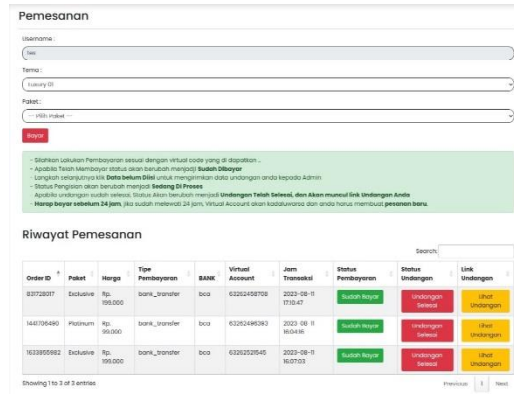 Pemesanan
Username :
tes
Tema :
Luxury 01
Paket :
--- Pilih Paket ---
Bayar
- Silahkan Lakukan Pembayaran sesuai dengan virtual code yang di dapatkan ..
- Apabila Telah Membayar status akan berubah menjadi Sudah Dibayar
- Langkah selanjutnya klik Data belum Diisi untuk mengirimkan data undangan anda kepada Admin
- Status Pengisian akan berubah menjadi Sedang Di Proses
- Apabila undangan sudah selesai, Status Akan berubah menjadi Undangan Telah Selesai, dan Akan muncul link Undangan Anda
- Harap bayar sebelum 24 jam, jika sudah melewati 24 jam, Virtual Account akan kadaluwarsa dan anda harus membuat pesanan baru.
Riwayat Pemesanan
Search:
Order ID Paket Harga Tipe Pembayaran BANK Virtual Account Jam Transaksi Status Pembayaran Status Undangan Link Undangan
831728017 Exclusive Rp. 199.000 bank_transfer bca 63262458708 2023-08-11 17:10:47 Sudah Bayar Undangan Selesai Lihat Undangan
1441706490 Platinum Rp. 99.000 bank_transfer bca 63262496383 2023-08-11 16:04:16 Sudah Bayar Undangan Selesai Lihat Undangan
1633855982 Exclusive Rp. 199.000 bank_transfer bca 63262521545 2023-08-11 16:07:03 Sudah Bayar Undangan Selesai Lihat Undangan
Showing 1 to 3 of 3 entries
Previous 1 Next